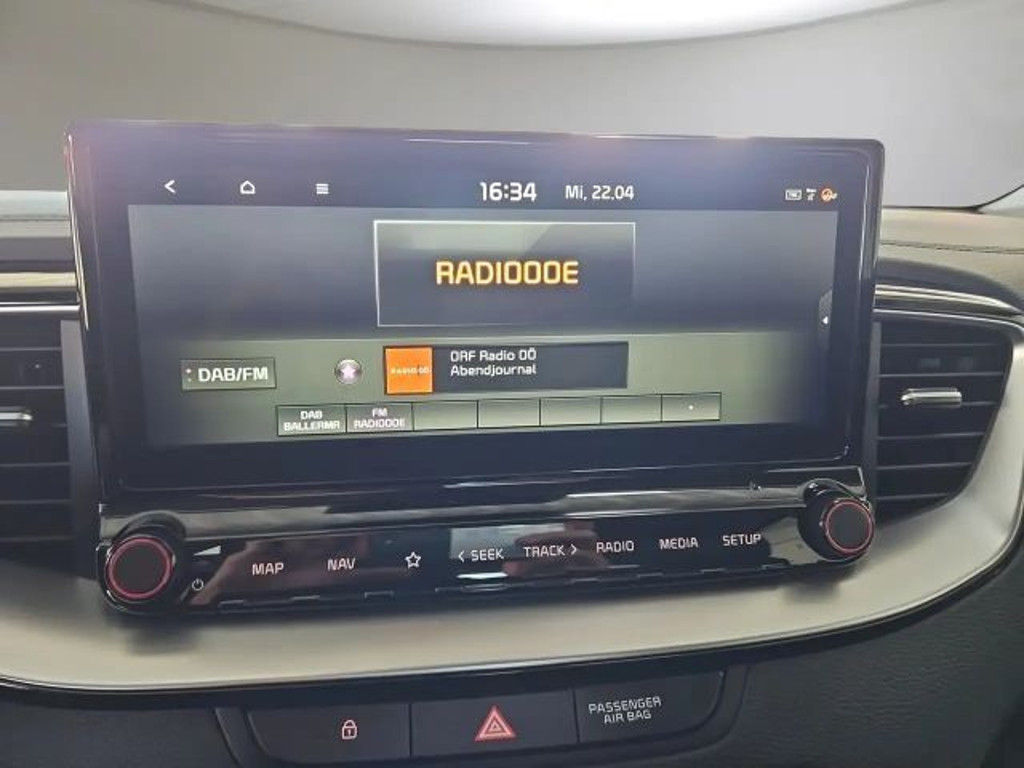 16:34 Mi, 22.04
RADIOOOE
DAB/FM
RADIO OÖ
ORF Radio OÖ
Abendjournal
DAB
BALLERMR
FM
RADIOOOE
MAP NAV < SEEK TRACK > RADIO MEDIA SETUP
PASSENGER
AIR BAG